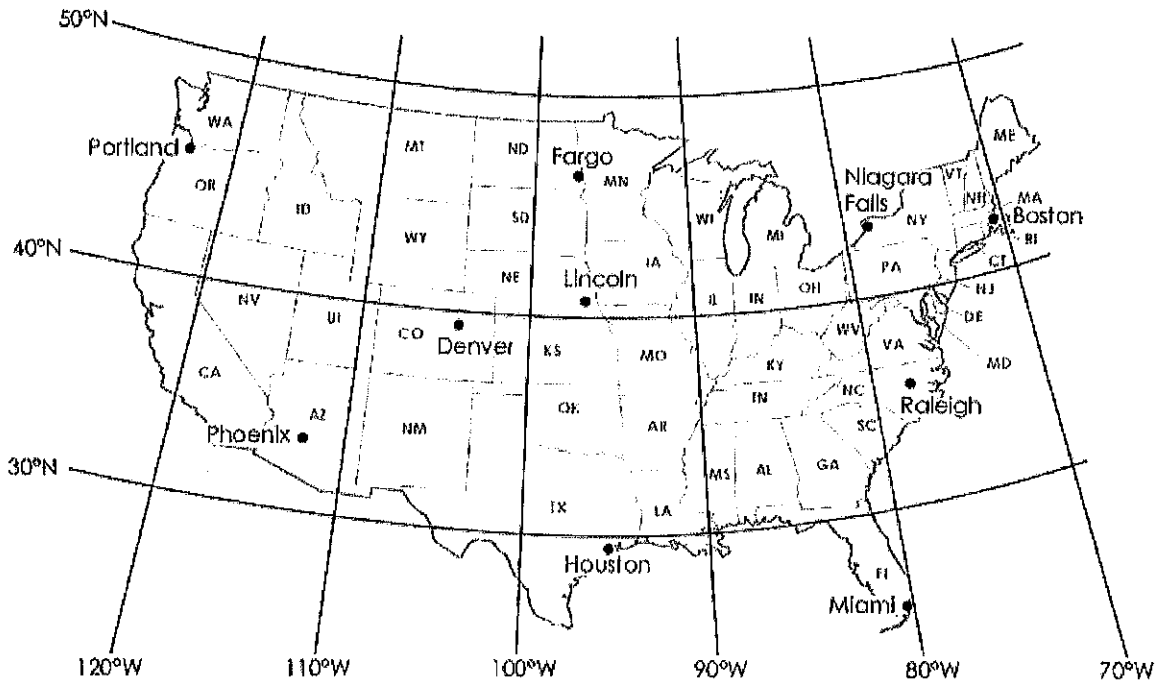 50°N
WA
Portland
OR
ID
MT
ND
Fargo
MN
SD
WY
WI
MI
Niagara
Falls
NY
VT
NH
ME
MA
Boston
RI
CT
40°N
NV
UT
NE
Lincoln
IA
IL
IN
OH
PA
NJ
DE
MD
CO
Denver
KS
MO
KY
WV
VA
CA
AZ
Phoenix
NM
OK
AR
TN
NC
Raleigh
SC
30°N
TX
LA
MS
AL
GA
Houston
FL
Miami
120°W
110°W
100°W
90°W
80°W
70°W